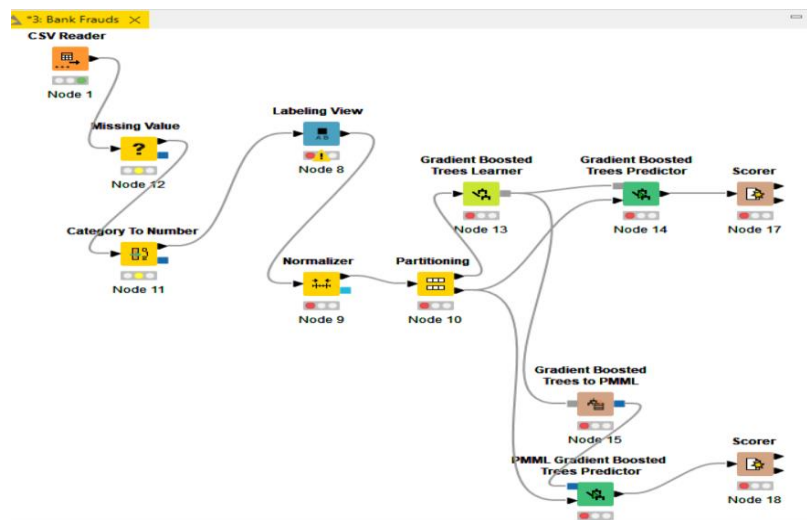 *3: Bank Frauds
CSV Reader
Node 1
Missing Value
?
Node 12
Category To Number
Node 11
Labeling View
Node 8
Normalizer
Node 9
Partitioning
Node 10
Gradient Boosted
Trees Learner
Node 13
Gradient Boosted
Trees Predictor
Node 14
Scorer
Node 17
Gradient Boosted
Trees to PMML
Node 15
PMML Gradient Boosted
Trees Predictor
Scorer
Node 18